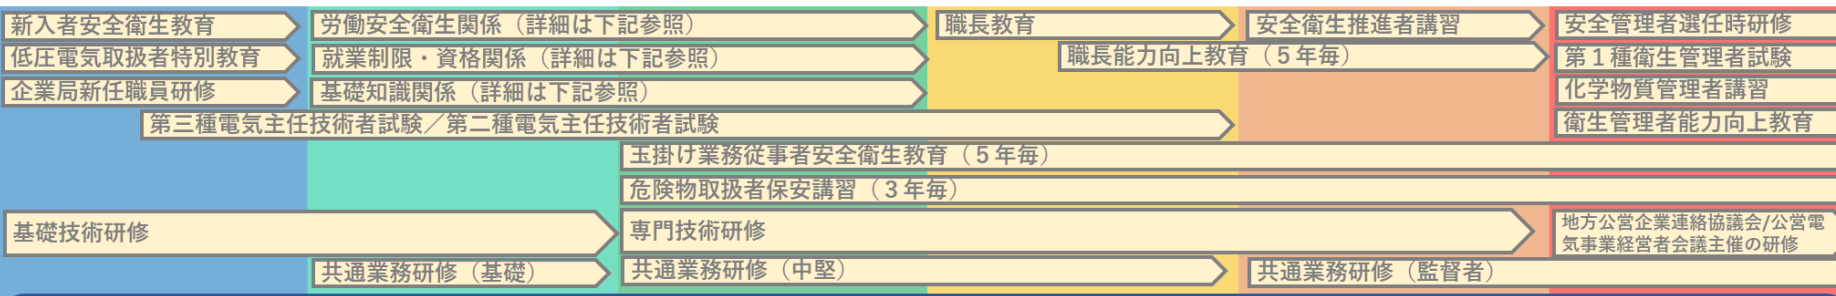 新入者安全衛生教育
労働安全衛生関係（詳細は下記参照）
職長教育
安全衛生推進者講習
安全管理者選任時研修
低圧電気取扱者特別教育
就業制限・資格関係（詳細は下記参照）
職長能力向上教育（５年毎）
第１種衛生管理者試験
企業局新任職員研修
基礎知識関係（詳細は下記参照）
化学物質管理者講習
第三種電気主任技術者試験／第二種電気主任技術者試験
衛生管理者能力向上教育
玉掛け業務従事者安全衛生教育（５年毎）
危険物取扱者保安講習（３年毎）
基礎技術研修
専門技術研修
地方公営企業連絡協議会/公営電
気事業経営者会議主催の研修
共通業務研修（基礎）
共通業務研修（中堅）
共通業務研修（監督者）